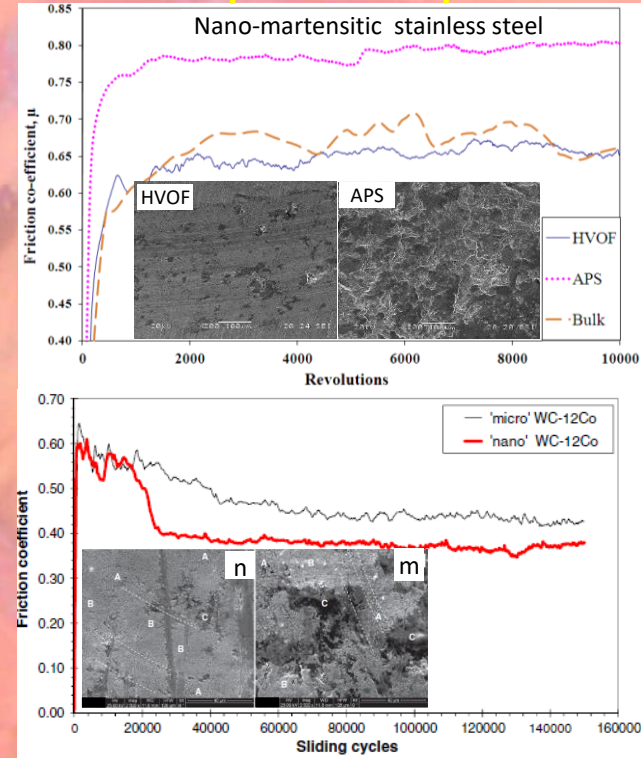 Nano-martensitic stainless steel
Friction co-efficient, μ
0.80
0.75
0.70
0.65
0.60
0.55
0.50
0.45
0.40
HVOF
APS
HVOF
APS
Bulk
0
2000
4000
6000
8000
10000
Revolutions
Friction coefficient
0.70
0.60
0.50
0.40
0.30
0.20
0.10
0.00
'micro' WC-12Co
'nano' WC-12Co
n
m
A
A
B
B
B
C
A
A
B
C
A
C
B
0
20000
40000
60000
80000
100000
120000
140000
160000
Sliding cycles